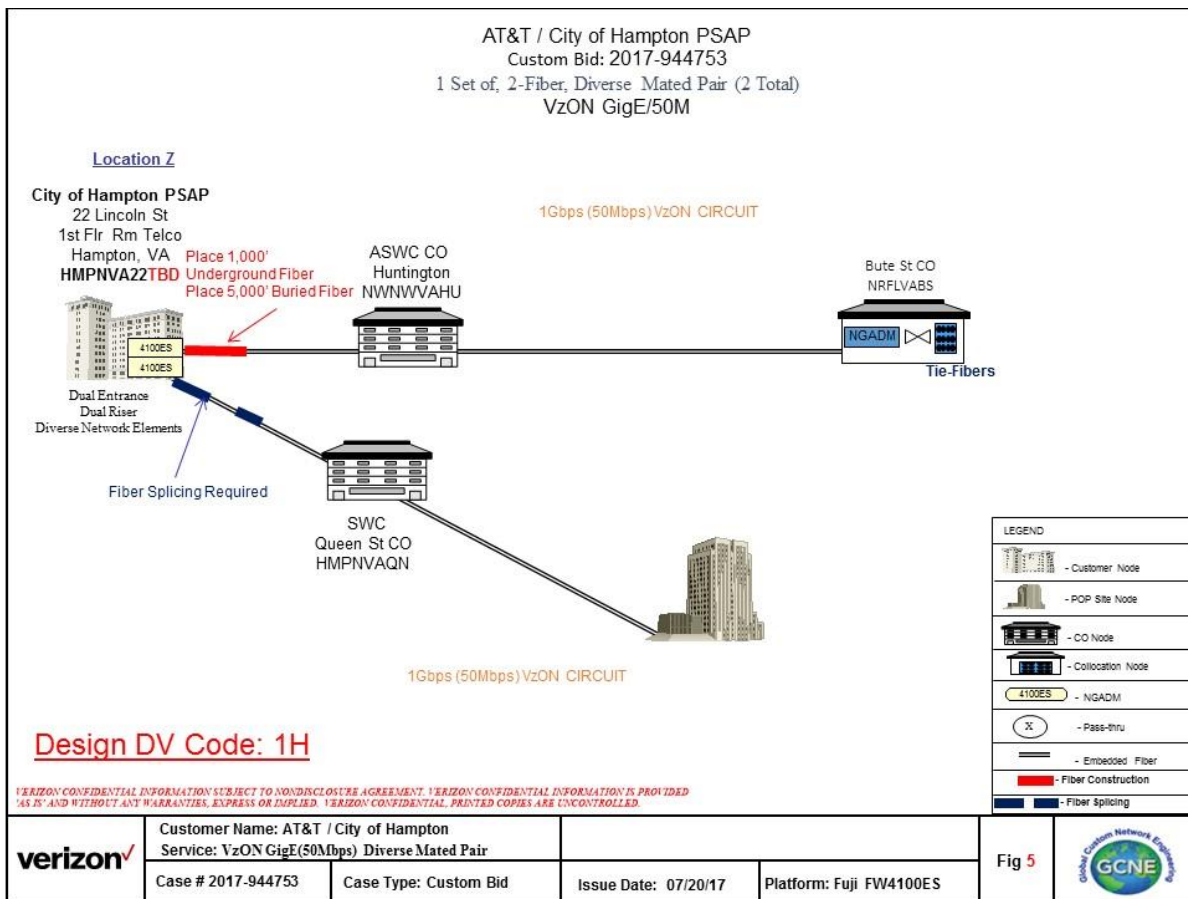 AT&T / City of Hampton PSAP
Custom Bid: 2017-944753
1 Set of, 2-Fiber, Diverse Mated Pair (2 Total)
VzON GigE/50M
Location Z
City of Hampton PSAP
22 Lincoln St
1st Flr Rm Telco
Hampton, VA
HMPNVA22TBD
Place 1,000'
Underground Fiber
Place 5,000' Buried Fiber
1Gbps (50Mbps) VzON CIRCUIT
ASWC CO
Huntington
NWNWVAHU
Bute St CO
NRFLVABS
NGADM
Tie-Fibers
4100ES
4100ES
Dual Entrance
Dual Riser
Diverse Network Elements
Fiber Splicing Required
SWC
Queen St CO
HMPNVAQN
1Gbps (50Mbps) VzON CIRCUIT
LEGEND
- Customer Node
- POP Site Node
- CO Node
- Collocation Node
4100ES - NGADM
X - Pass-thru
- Embedded Fiber
- Fiber Construction
- Fiber Splicing
Design DV Code: 1H
VERIZON CONFIDENTIAL INFORMATION SUBJECT TO NONDISCLOSURE AGREEMENT. VERIZON CONFIDENTIAL INFORMATION IS PROVIDED
'AS IS' AND WITHOUT ANY WARRANTIES, EXPRESS OR IMPLIED. VERIZON CONFIDENTIAL, PRINTED COPIES ARE UNCONTROLLED.
verizon
Customer Name: AT&T / City of Hampton
Service: VzON GigE(50Mbps) Diverse Mated Pair
Case # 2017-944753
Case Type: Custom Bid
Issue Date: 07/20/17
Platform: Fuji FW4100ES
Fig 5
Global Custom Network Engineering
GCNE